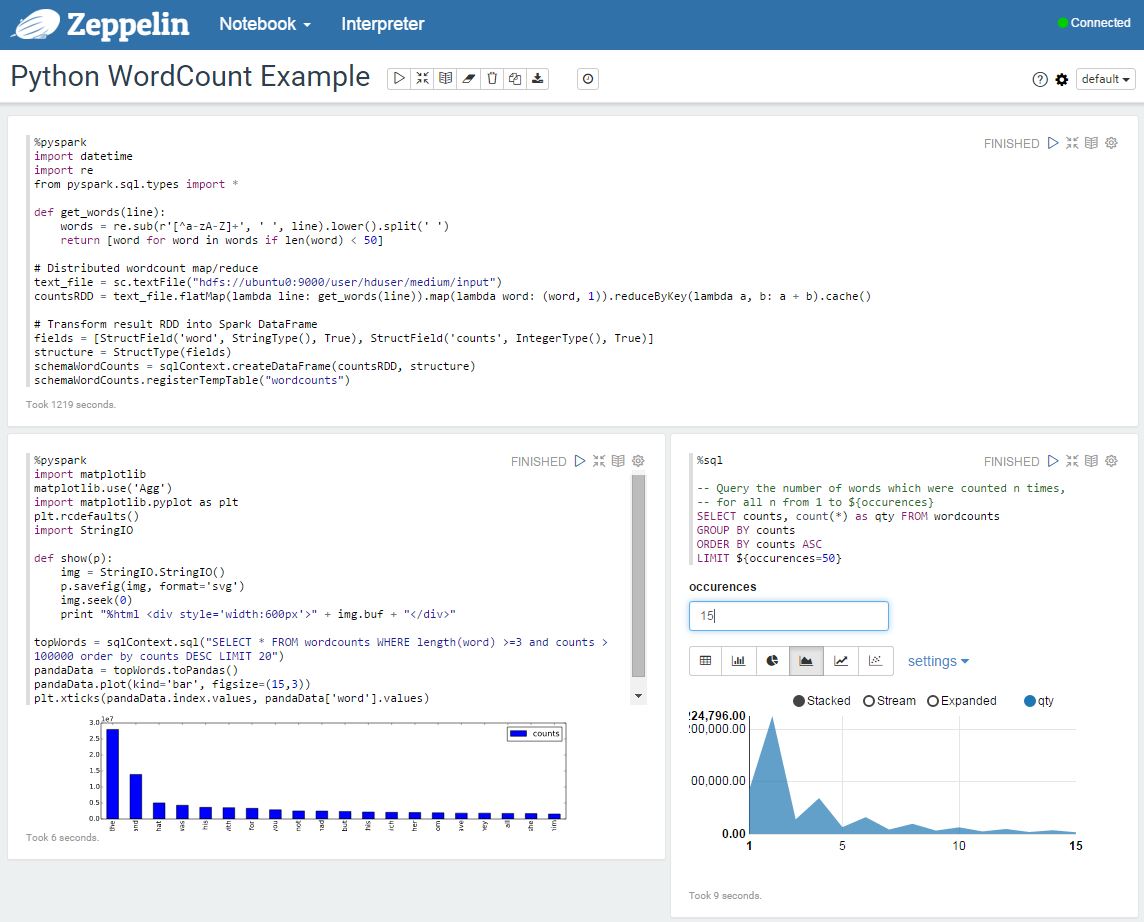 Zeppelin Notebook Interpreter Connected
Python WordCount Example default
%pyspark
FINISHED
import datetime
import re
from pyspark.sql.types import *
def get_words(line):
words = re.sub(r'[^a-zA-Z]+', ' ', line).lower().split(' ')
return [word for word in words if len(word) < 50]
# Distributed wordcount map/reduce
text_file = sc.textFile("hdfs://ubuntu0:9000/user/hduser/medium/input")
countsRDD = text_file.flatMap(lambda line: get_words(line)).map(lambda word: (word, 1)).reduceByKey(lambda a, b: a + b).cache()
# Transform result RDD into Spark DataFrame
fields = [StructField('word', StringType(), True), StructField('counts', IntegerType(), True)]
structure = StructType(fields)
schemaWordCounts = sqlContext.createDataFrame(countsRDD, structure)
schemaWordCounts.registerTempTable("wordcounts")
Took 1219 seconds.
%pyspark
FINISHED
import matplotlib
matplotlib.use('Agg')
import matplotlib.pyplot as plt
plt.rcdefaults()
import StringIO
def show(p):
img = StringIO.StringIO()
p.savefig(img, format='svg')
img.seek(0)
print "%html <div style='width:600px'>" + img.buf + "</div>"
topWords = sqlContext.sql("SELECT * FROM wordcounts WHERE length(word) >=3 and counts >
100000 order by counts DESC LIMIT 20")
pandaData = topWords.toPandas()
pandaData.plot(kind='bar', figsize=(15,3))
plt.xticks(pandaData.index.values, pandaData['word'].values)
1e7
3.0
2.5
2.0
1.5
1.0
0.5
0.0
counts
the
nd
hat
vas
his
ith
for
ou
not
ad
but
his
ich
her
om
ave
ey
all
she
im
Took 6 seconds.
%sql
FINISHED
-- Query the number of words which were counted n times,
-- for all n from 1 to ${occurences}
SELECT counts, count(*) as qty FROM wordcounts
GROUP BY counts
ORDER BY counts ASC
LIMIT ${occurences=50}
occurences
15
settings
Stacked Stream Expanded qty
24,796.00
00,000.00
00,000.00
0.00
1 5 10 15
Took 9 seconds.